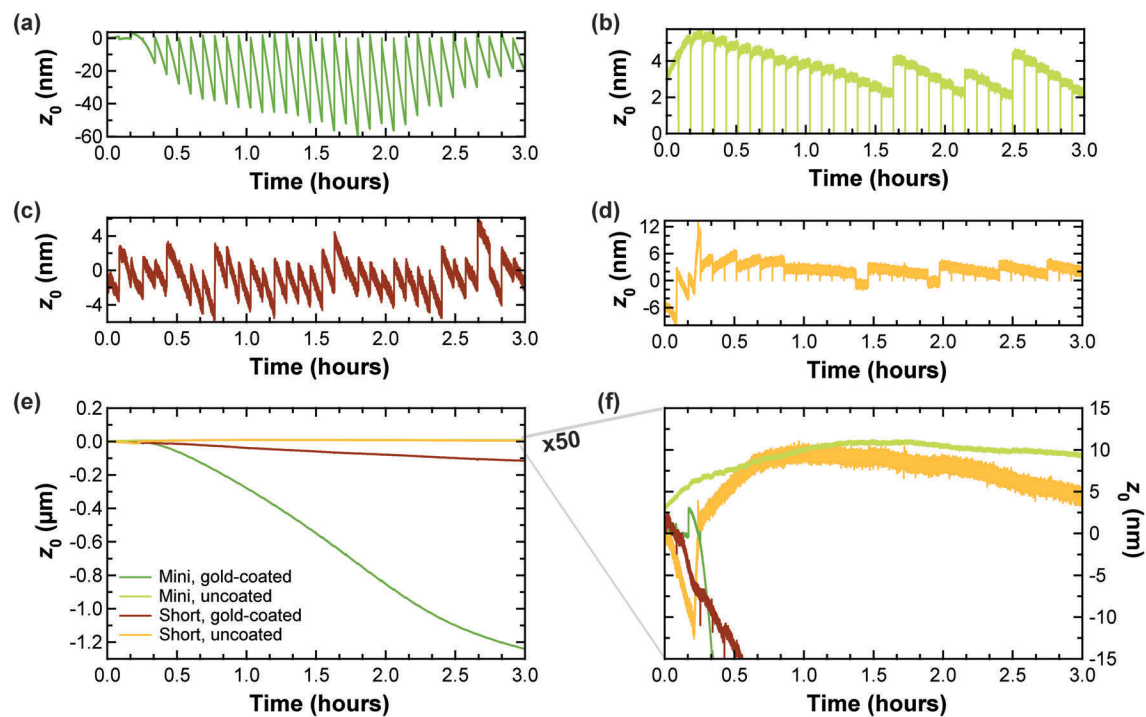 (a)
z0 (nm)
0
-20
-40
-60
0.0 0.5 1.0 1.5 2.0 2.5 3.0
Time (hours)
(b)
z0 (nm)
4
2
0
0.0 0.5 1.0 1.5 2.0 2.5 3.0
Time (hours)
(c)
z0 (nm)
4
0
-4
0.0 0.5 1.0 1.5 2.0 2.5 3.0
Time (hours)
(d)
z0 (nm)
12
6
0
-6
0.0 0.5 1.0 1.5 2.0 2.5 3.0
Time (hours)
(e)
z0 (µm)
0.2
0.0
-0.2
-0.4
-0.6
-0.8
-1.0
-1.2
Mini, gold-coated
Mini, uncoated
Short, gold-coated
Short, uncoated
0.0 0.5 1.0 1.5 2.0 2.5 3.0
Time (hours)
x50
(f)
15
10
5
0
-5
-10
-15
z0 (nm)
0.0 0.5 1.0 1.5 2.0 2.5 3.0
Time (hours)